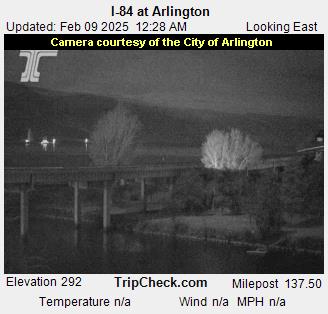 I-84 at Arlington
Updated: Feb 09 2025 12:28 AM Looking East
Camera courtesy of the City of Arlington
Elevation 292 TripCheck.com Milepost 137.50
Temperature n/a Wind n/a MPH n/a